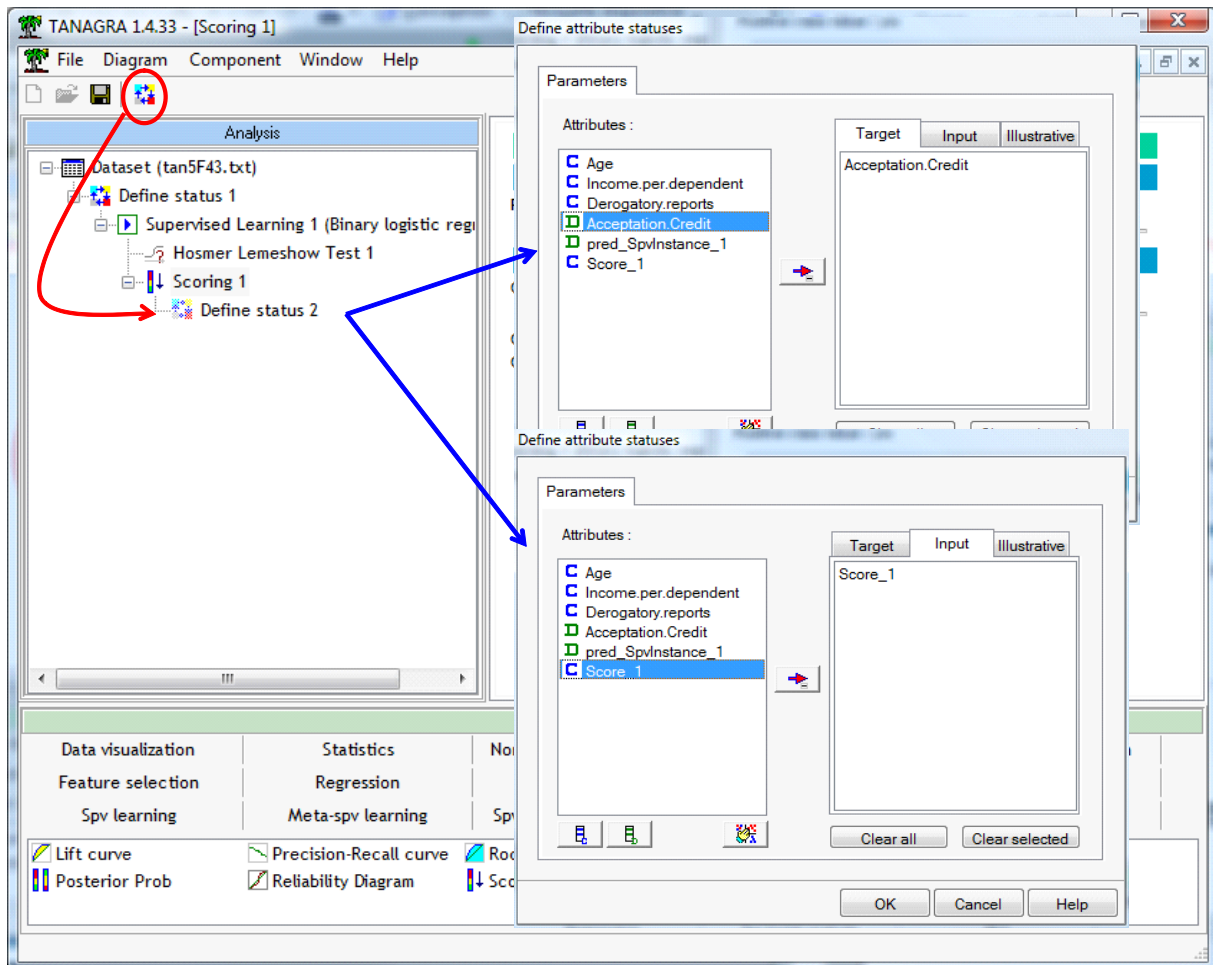 TANAGRA 1.4.33 - [Scoring 1]
File Diagram Component Window Help
Analysis
Dataset (tan5F43.txt)
Define status 1
Supervised Learning 1 (Binary logistic regr
Hosmer Lemeshow Test 1
Scoring 1
Define status 2
Define attribute statuses
Parameters
Attributes :
C Age
C Income.per.dependent
C Derogatory.reports
D Acceptation.Credit
D pred_SpvInstance_1
C Score_1
Target Input Illustrative
Acceptation.Credit
Define attribute statuses
Parameters
Attributes :
C Age
C Income.per.dependent
C Derogatory.reports
D Acceptation.Credit
D pred_SpvInstance_1
C Score_1
Target Input Illustrative
Score_1
Clear all Clear selected
OK Cancel Help
Data visualization Statistics
Feature selection Regression
Spv learning Meta-spv learning
Lift curve Precision-Recall curve
Posterior Prob Reliability Diagram